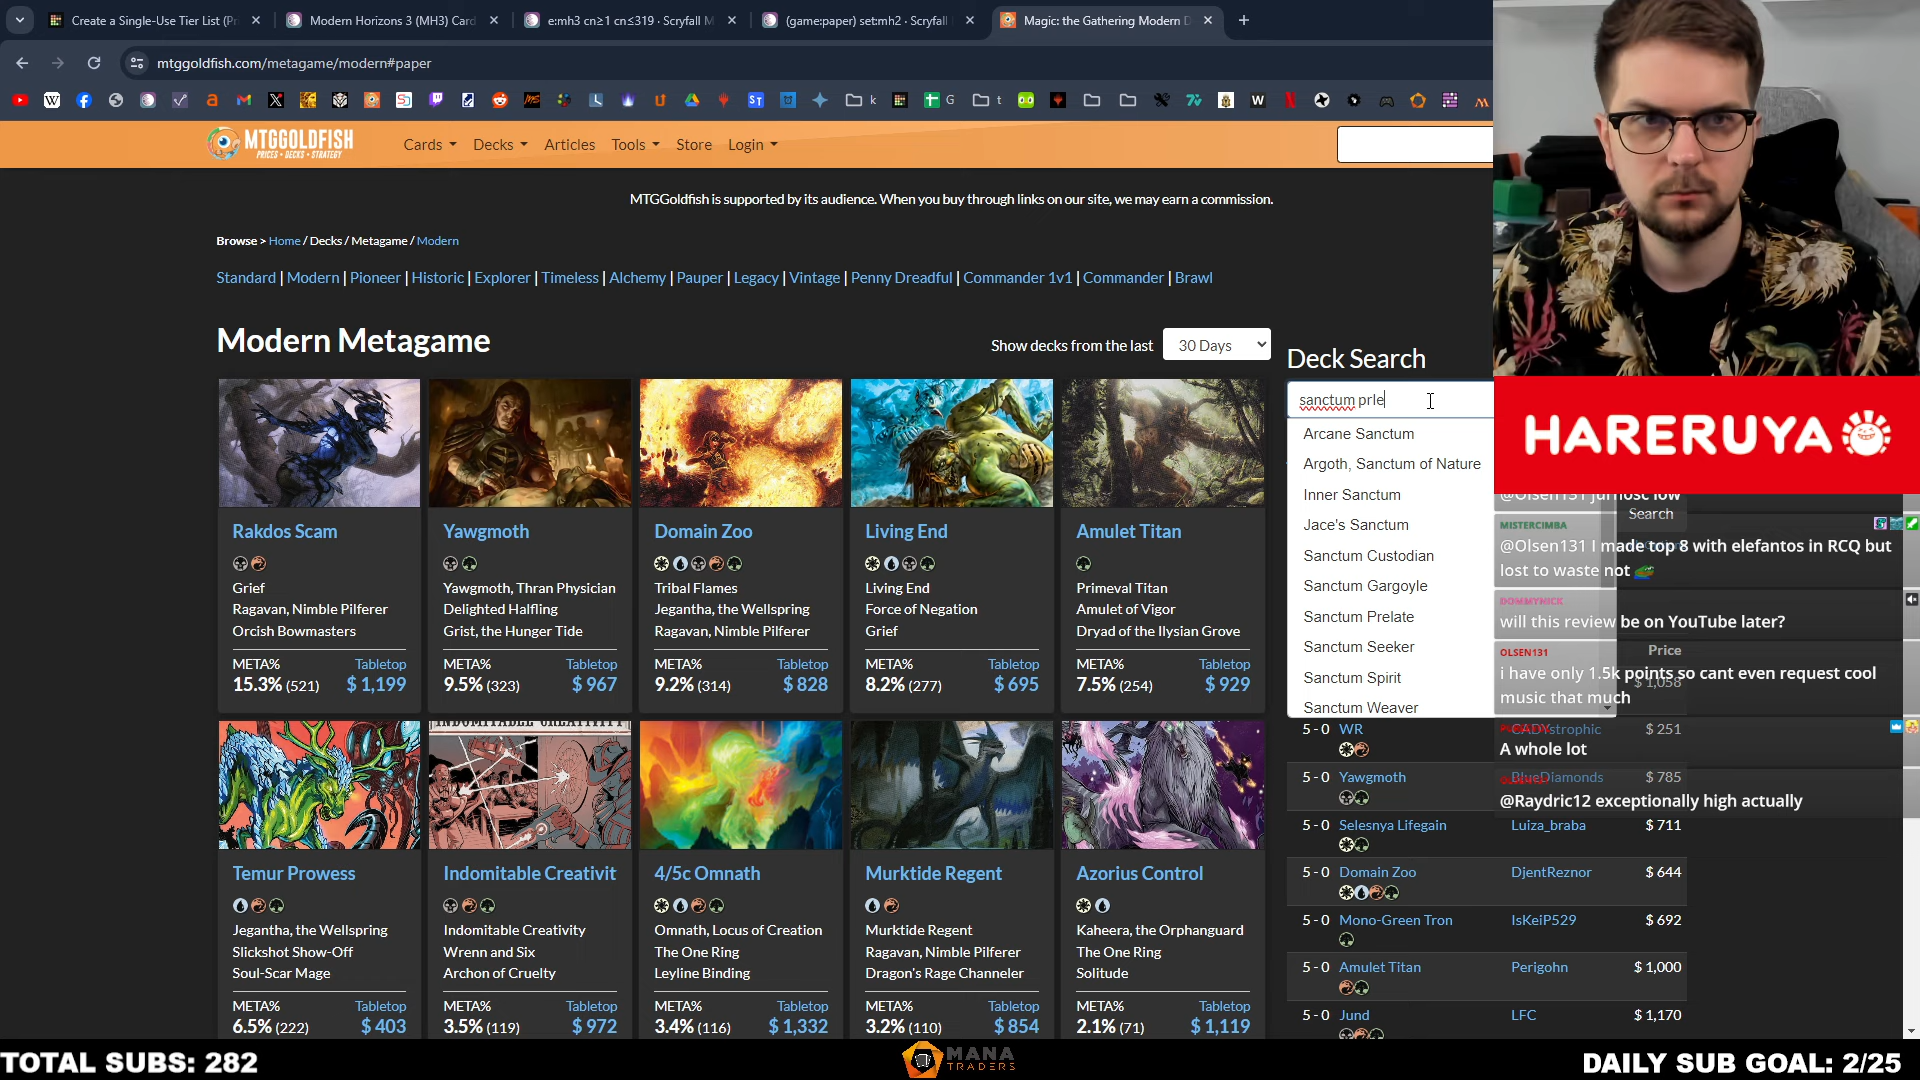 Create a Single-Use Tier List (Pr
Modern Horizons 3 (MH3) Card
e:mh3 cn≥1 cn≤319 · Scryfall M
(game:paper) set:mh2 · Scryfall
Magic: the Gathering Modern D
mtggoldfish.com/metagame/modern#paper
k
G
t
MTGGOLDFISH
PRICES • DECKS • STRATEGY
Cards
Decks
Articles
Tools
Store
Login
MTGGoldfish is supported by its audience. When you buy through links on our site, we may earn a commission.
Browse > Home / Decks / Metagame / Modern
Standard | Modern | Pioneer | Historic | Explorer | Timeless | Alchemy | Pauper | Legacy | Vintage | Penny Dreadful | Commander 1v1 | Commander | Brawl
Modern Metagame
Show decks from the last
30 Days
Rakdos Scam
Grief
Ragavan, Nimble Pilferer
Orcish Bowmasters
META%
Tabletop
15.3% (521)
$ 1,199
Yawgmoth
Yawgmoth, Thran Physician
Delighted Halfling
Grist, the Hunger Tide
META%
Tabletop
9.5% (323)
$ 967
Domain Zoo
Tribal Flames
Jegantha, the Wellspring
Ragavan, Nimble Pilferer
META%
Tabletop
9.2% (314)
$ 828
Living End
Living End
Force of Negation
Grief
META%
Tabletop
8.2% (277)
$ 695
Amulet Titan
Primeval Titan
Amulet of Vigor
Dryad of the Ilysian Grove
META%
Tabletop
7.5% (254)
$ 929
Temur Prowess
Jegantha, the Wellspring
Slickshot Show-Off
Soul-Scar Mage
META%
Tabletop
6.5% (222)
$ 403
Indomitable Creativit
Indomitable Creativity
Wrenn and Six
Archon of Cruelty
META%
Tabletop
3.5% (119)
$ 972
4/5c Omnath
Omnath, Locus of Creation
The One Ring
Leyline Binding
META%
Tabletop
3.4% (116)
$ 1,332
Murktide Regent
Murktide Regent
Ragavan, Nimble Pilferer
Dragon's Rage Channeler
META%
Tabletop
3.2% (110)
$ 854
Azorius Control
Kaheera, the Orphanguard
The One Ring
Solitude
META%
Tabletop
2.1% (71)
$ 1,119
Deck Search
sanctum prle
Arcane Sanctum
Argoth, Sanctum of Nature
Inner Sanctum
Jace's Sanctum
Sanctum Custodian
Sanctum Gargoyle
Sanctum Prelate
Sanctum Seeker
Sanctum Spirit
Sanctum Weaver
Search
Price
$ 1,058
5 - 0 WR
CADYstrophic
$ 251
5 - 0 Yawgmoth
BlueDiamonds
$ 785
5 - 0 Selesnya Lifegain
Luiza_braba
$ 711
5 - 0 Domain Zoo
DjentReznor
$ 644
5 - 0 Mono-Green Tron
IsKeiP529
$ 692
5 - 0 Amulet Titan
Perigohn
$ 1,000
5 - 0 Jund
LFC
$ 1,170
HARERUYA
MISTERCIMBA
@Olsen131 I made top 8 with elefantos in RCQ but
lost to waste not
DOMMYNICK
will this review be on YouTube later?
OLSEN131
i have only 1.5k points so cant even request cool
music that much
A whole lot
@Raydric12 exceptionally high actually
TOTAL SUBS: 282
MANA
TRADERS
DAILY SUB GOAL: 2/25